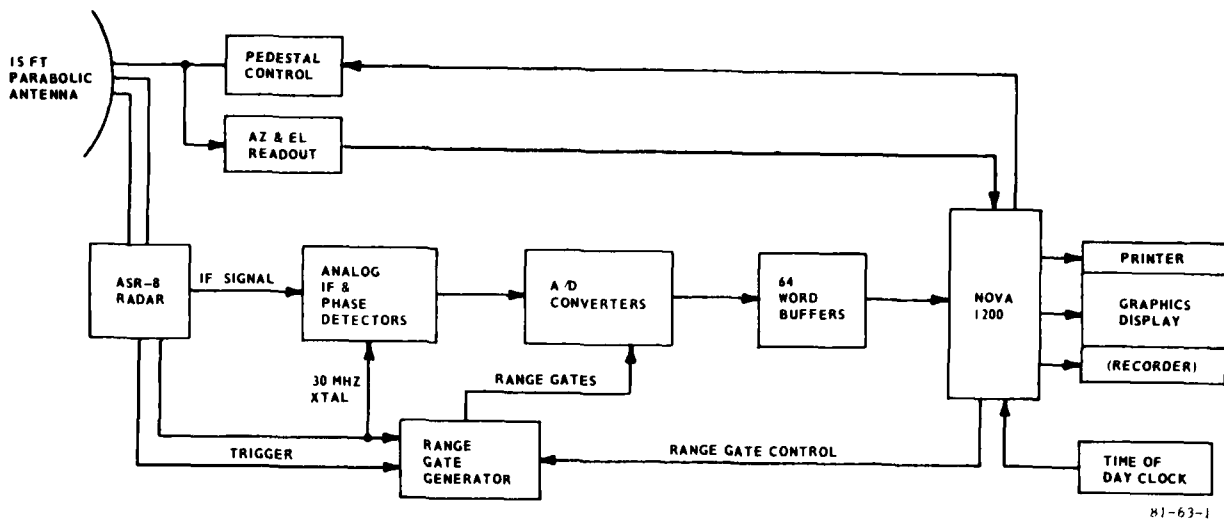 15 FT
PARABOLIC
ANTENNA
PEDESTAL
CONTROL
AZ & EL
READOUT
ASR-8
RADAR
IF SIGNAL
ANALOG
IF &
PHASE
DETECTORS
A/D
CONVERTERS
64
WORD
BUFFERS
NOVA
1200
PRINTER
GRAPHICS
DISPLAY
(RECORDER)
30 MHZ
XTAL
RANGE GATES
TRIGGER
RANGE
GATE
GENERATOR
RANGE GATE CONTROL
TIME OF
DAY CLOCK
81-63-1